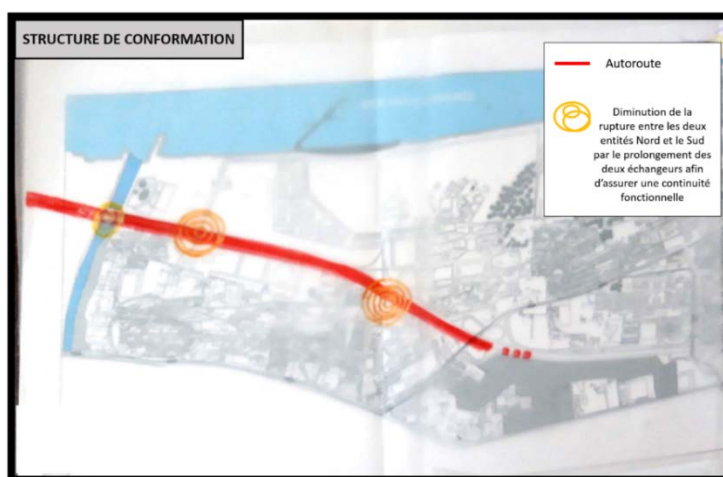 STRUCTURE DE CONFORMATION
Autoroute
Diminution de la
rupture entre les deux
entités Nord et le Sud
par le prolongement des
deux échangeurs afin
d'assurer une continuité
fonctionnelle